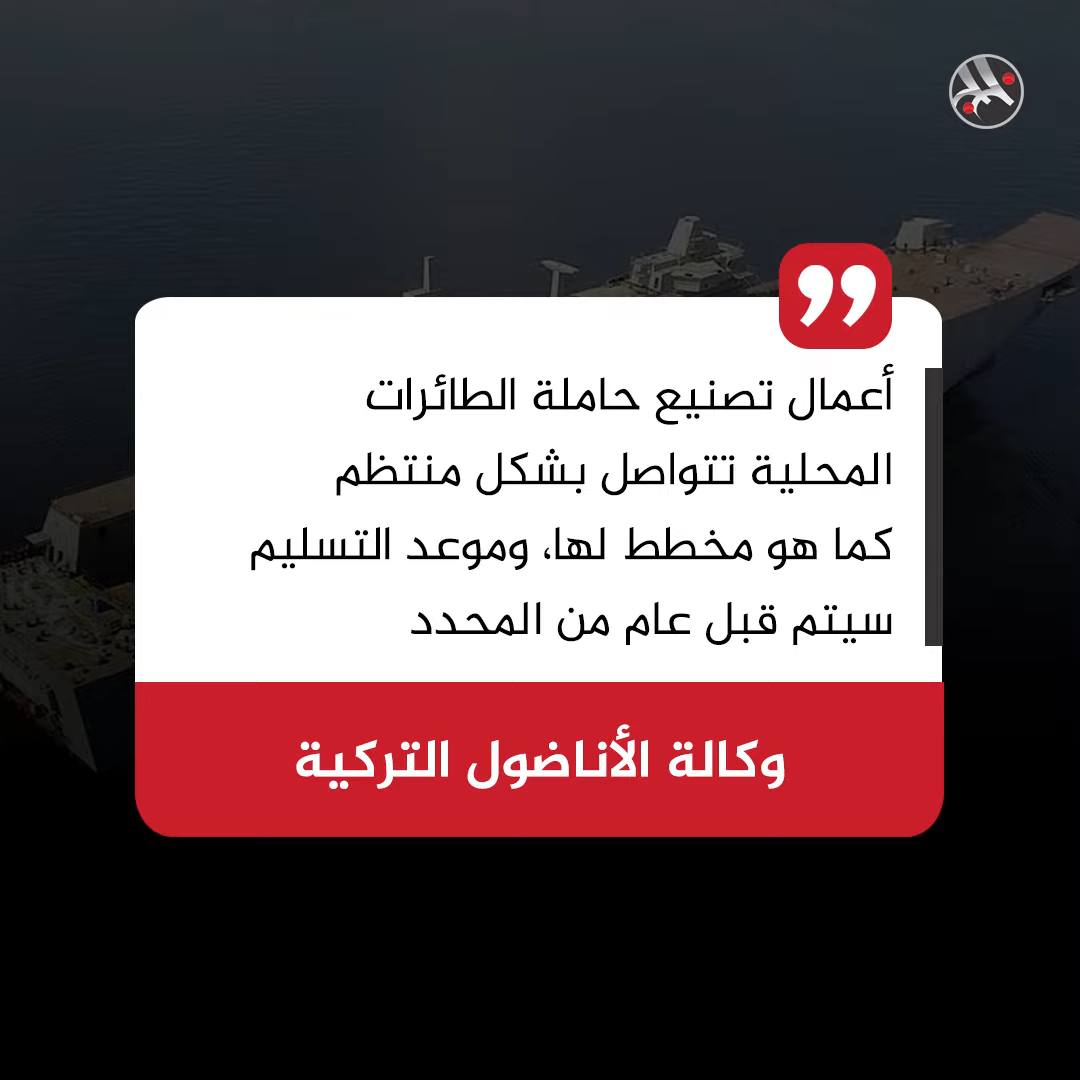 أعمال تصنيع حاملة الطائرات
المحلية تتواصل بشكل منتظم
كما هو مخطط لها، وموعد التسليم
سيتم قبل عام من المحدد
وكالة الأناضول التركية